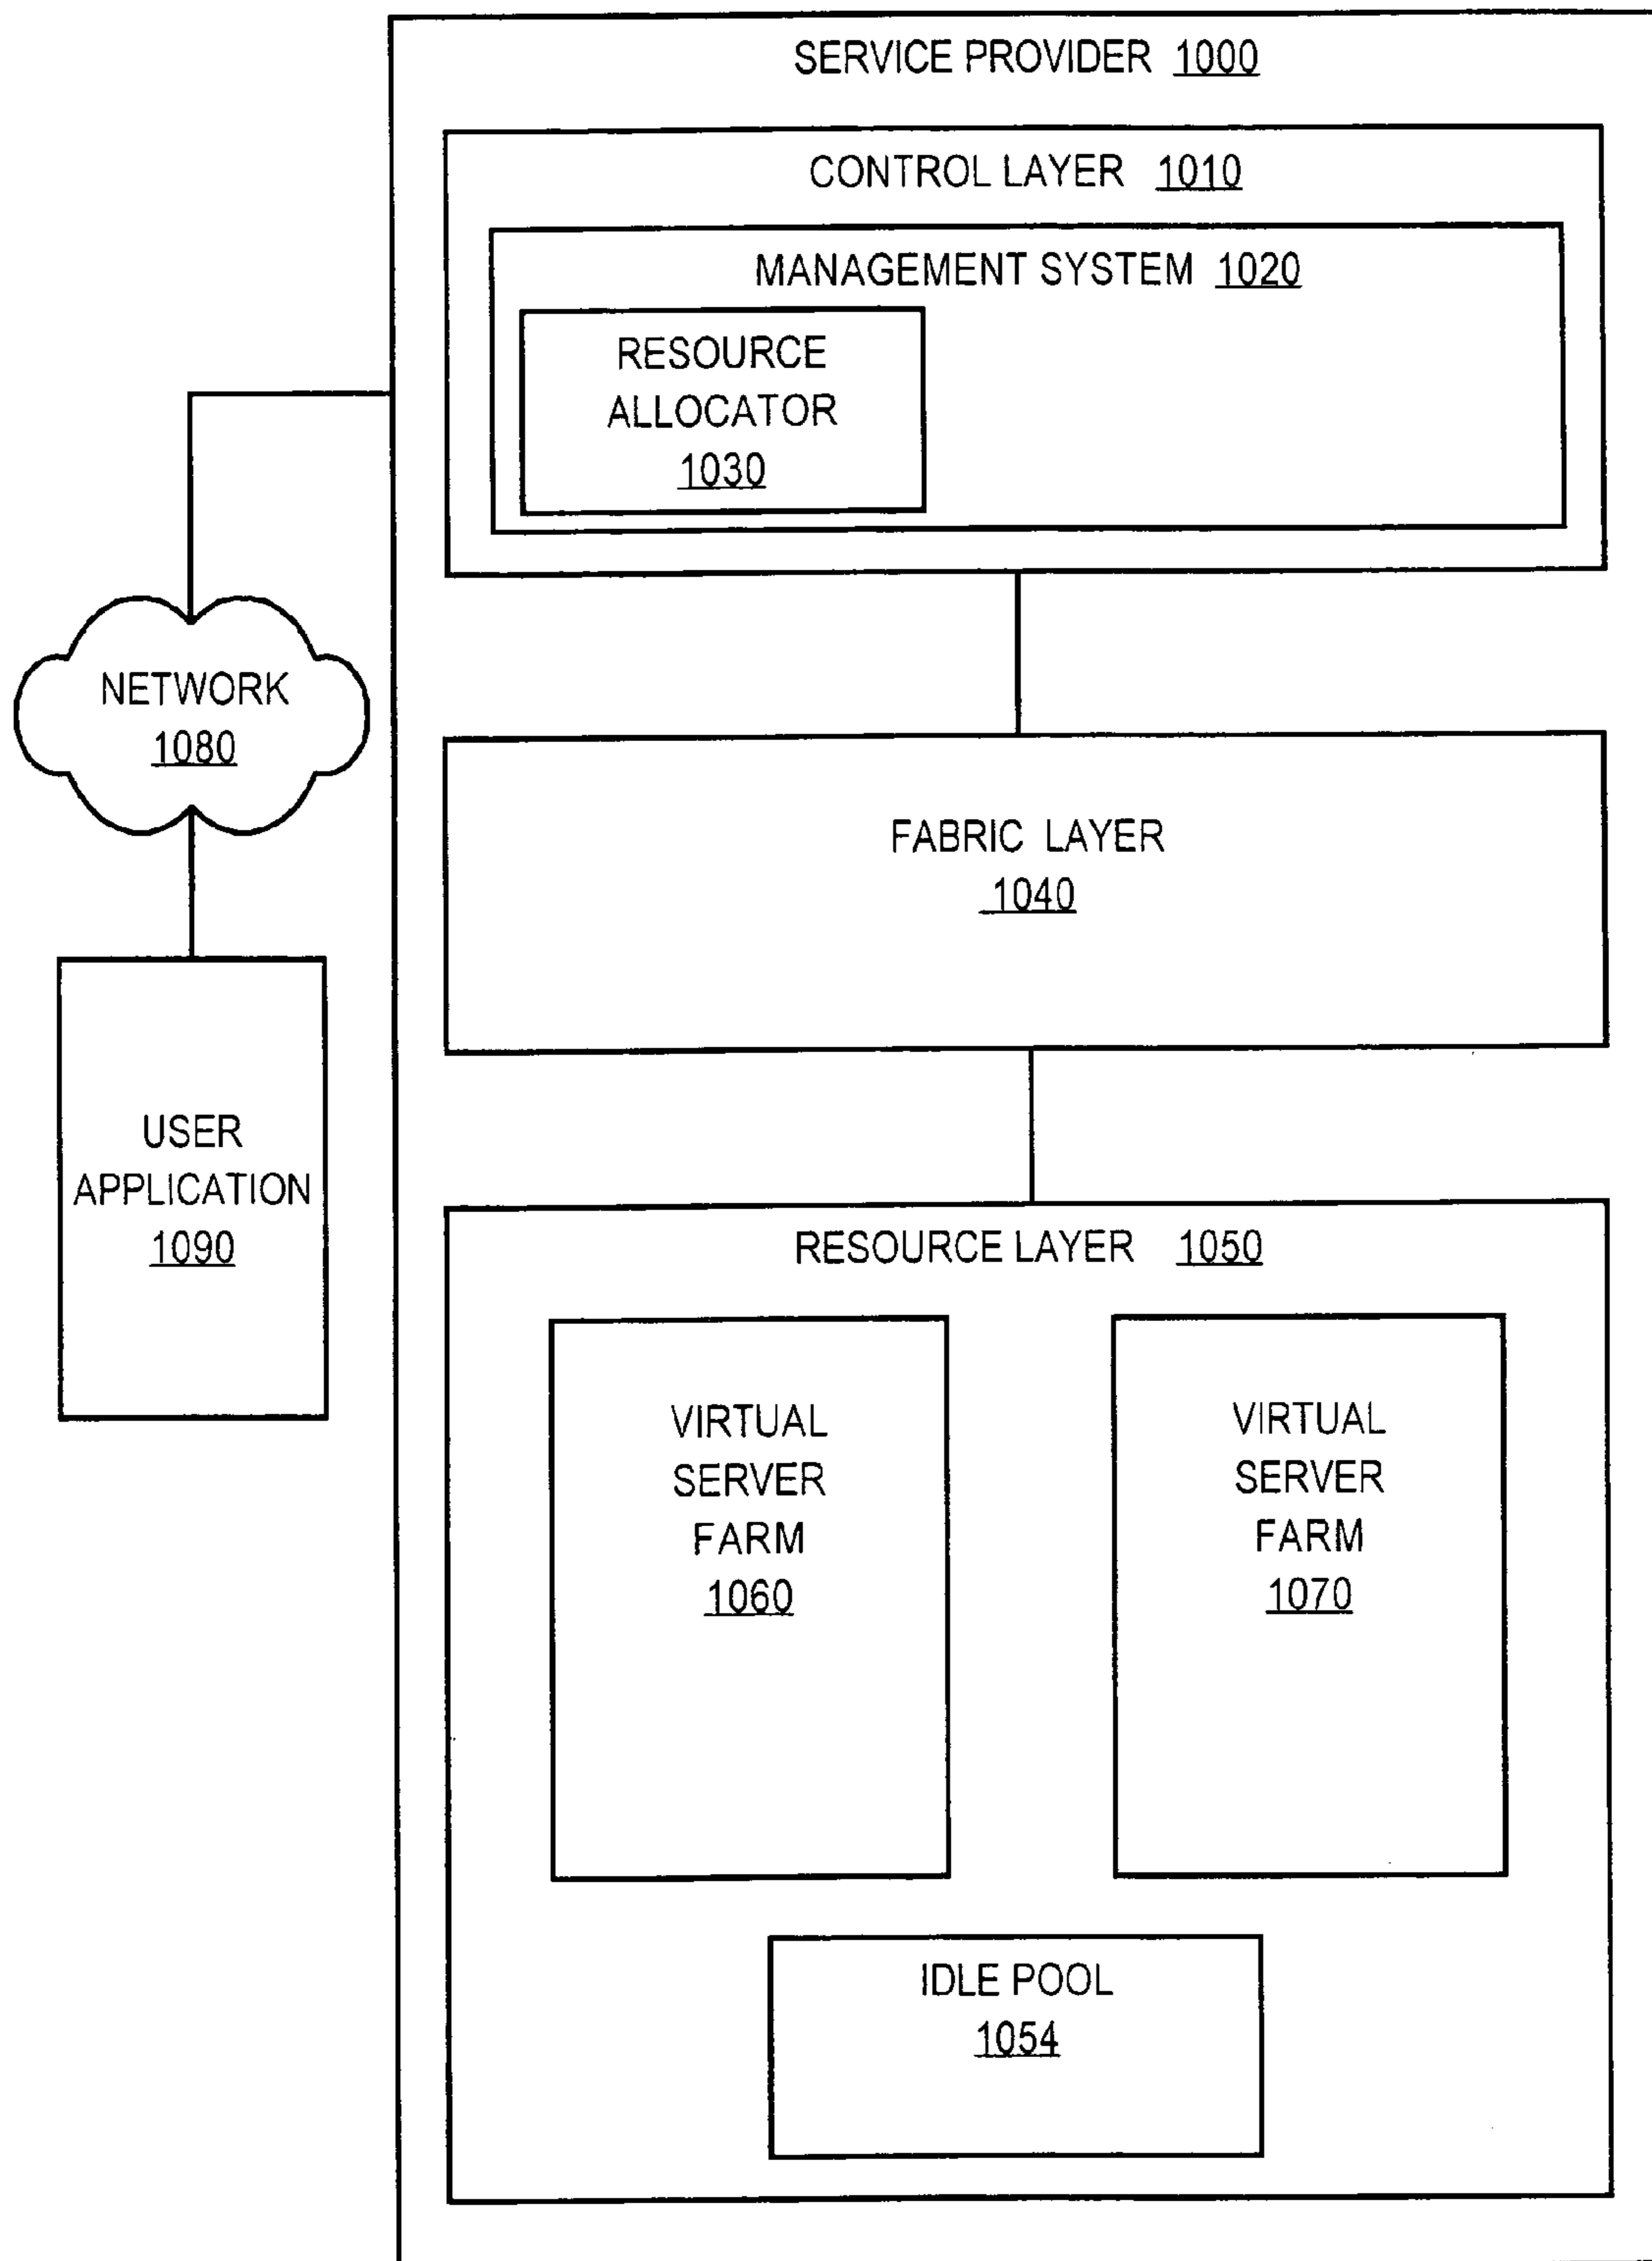 SERVICE PROVIDER 1000
CONTROL LAYER 1010
MANAGEMENT SYSTEM 1020
RESOURCE
ALLOCATOR
1030
NETWORK
1080
FABRIC LAYER
1040
USER
APPLICATION
1090
RESOURCE LAYER 1050
VIRTUAL
SERVER
FARM
1060
VIRTUAL
SERVER
FARM
1070
IDLE POOL
1054